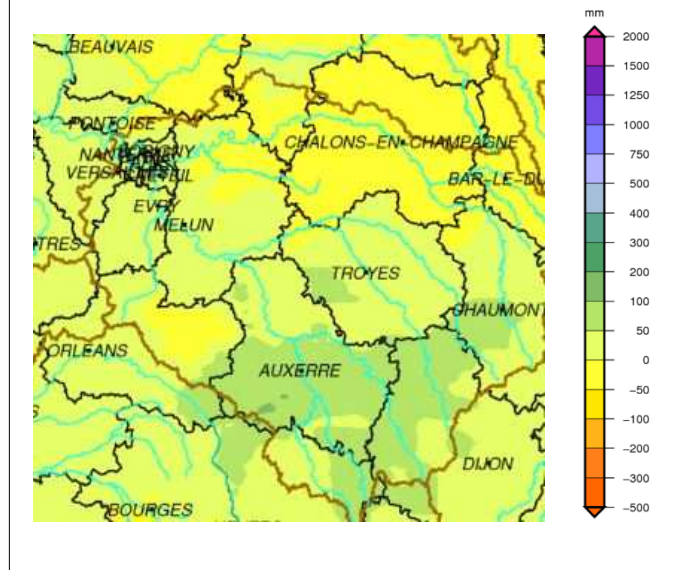 mm
BEAUVAIS
2000
1500
1250
PONTOISE
CHALONS-EN-CHAMPAGNE
1000
750
BAR-LE-DU
500
EVRY
400
MELUN
TRES
300
TROYES
200
CHAUMONT
100
50
ORLEANS
0
AUXERRE
-50
-100
DIJON
-200
-300
BOURGES
-500